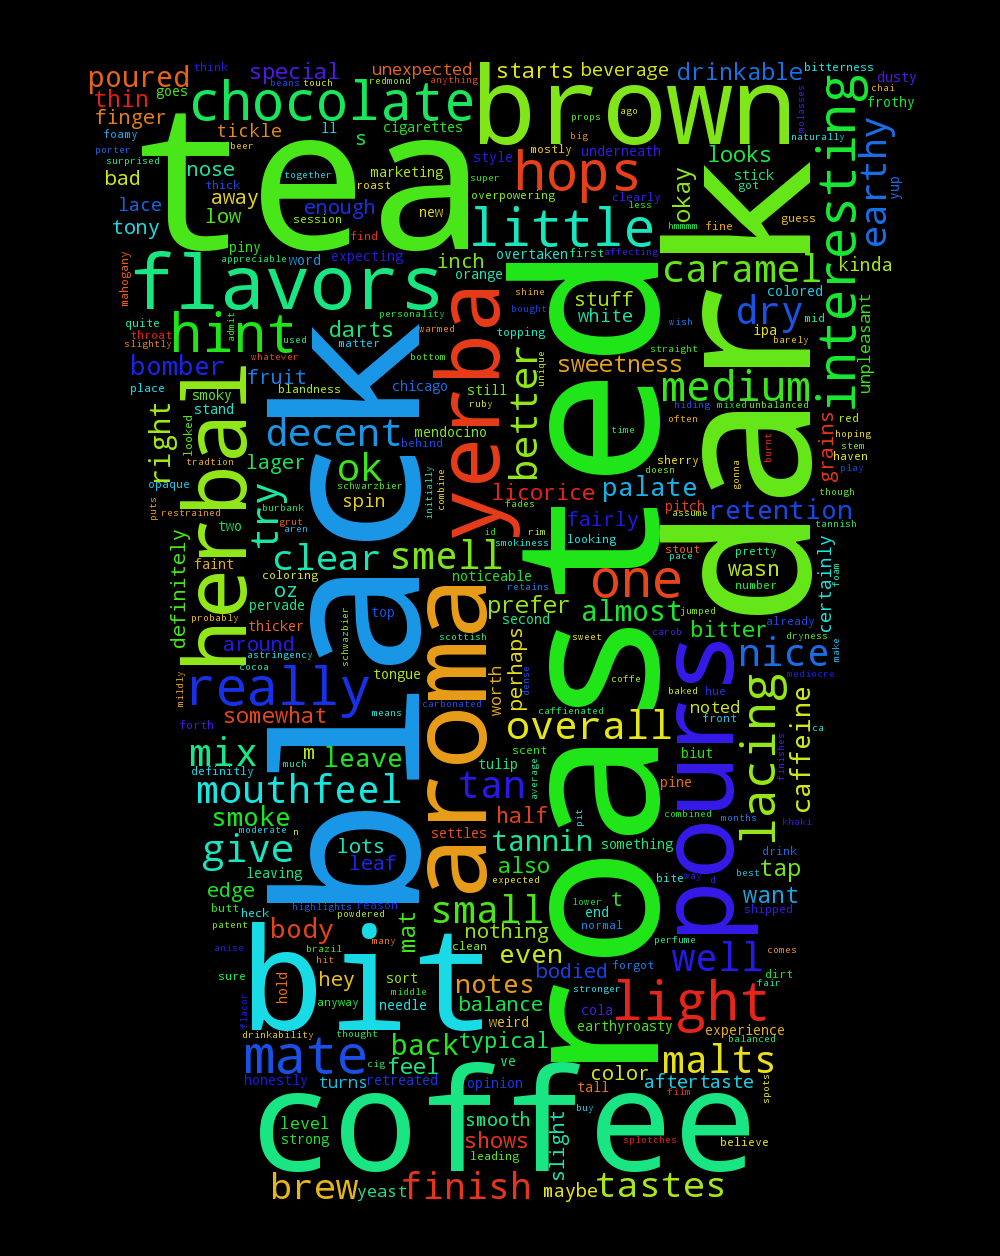 think
poured
special
unexpected
starts
beverage
drinkable
bitterness
dusty
goes
beans
touch
redmond
anything
thin
chocolate
brown
ago
props
molasses
chai
frothy
finger
tickle
ll
cigarettes
big
naturally
foamy
porter
beer
s
mostly
underneath
looks
interesting
earthy
surprised
tea
together
marketing
style
hops
bad
nose
thick
roast
super
clearly
stick
got
yup
lace
away
enough
new
overpowering
less
okay
tony
low
session
find
little
hmmmm
fine
guess
piny
appreciable
word
expecting
inch
overtaken
first
affecting
dark
caramel
kinda
mahogany
flavors
orange
roasted
colored
quite
admit
personality
shine
stuff
dry
mid
throat
hint
used
darts
warmed
bought
white
wish
ipa
slightly
matter
yerba
topping
barely
unpleasant
bomber
whatever
bottom
better
unique
straight
sweetness
place
fruit
blandness
chicago
still
medium
smoky
herbal
black
ruby
hiding
mixed
unbalanced
right
stand
looked
decent
behind
mendocino
time
often
red
hoping
tradtion
lager
ok
doesn
sherry
burnt
grains
stem
haven
play
opaque
try
schwarzbier
initially
combine
licorice
palate
gonna
though
puts
restrained
burbank
spin
fades
pitch
retention
two
grut
id
rim
fairly
assume
tannish
definitely
aren
clear
smell
smokiness
looking
stout
pretty
certainly
faint
coloring
noticeable
one
pace
wasn
foam
oz
retains
number
probably
pervade
top
aroma
prefer
almost
jumped
thicker
schwazbier
second
bitter
already
around
scottish
sweet
carob
dryness
astringency
perhaps
nice
make
cocoa
tongue
dense
coffe
pours
mildly
really
worth
baked
hue
mediocre
means
carbonated
caffienated
noted
lacing
caffeine
somewhat
overall
front
forth
m
scent
biut
finishes
ca
mix
much
leave
tulip
average
definitly
mouthfeel
tan
pine
smoke
settles
half
pit
combined
months
khaki
moderate
n
give
lots
tannin
something
drink
leaf
also
bite
way
d
best
tap
leaving
expected
edge
highlights
reason
lower
t
want
butt
heck
powdered
mat
small
end
shipped
patent
body
nothing
normal
perfume
anise
bit
brazil
many
clean
even
forgot
well
comes
sure
hit
hey
sort
bodied
dirt
fair
hold
middle
notes
stronger
flacor
anyway
needle
balance
cola
light
weird
earthyroasty
experience
drinkability
thought
back
typical
balanced
mate
cig
feel
ve
malts
honestly
turns
retreated
opinion
color
aftertaste
tall
film
spots
coffee
buy
level
smooth
strong
shows
slight
splotches
believe
leading
brew
yeast
finish
maybe
tastes